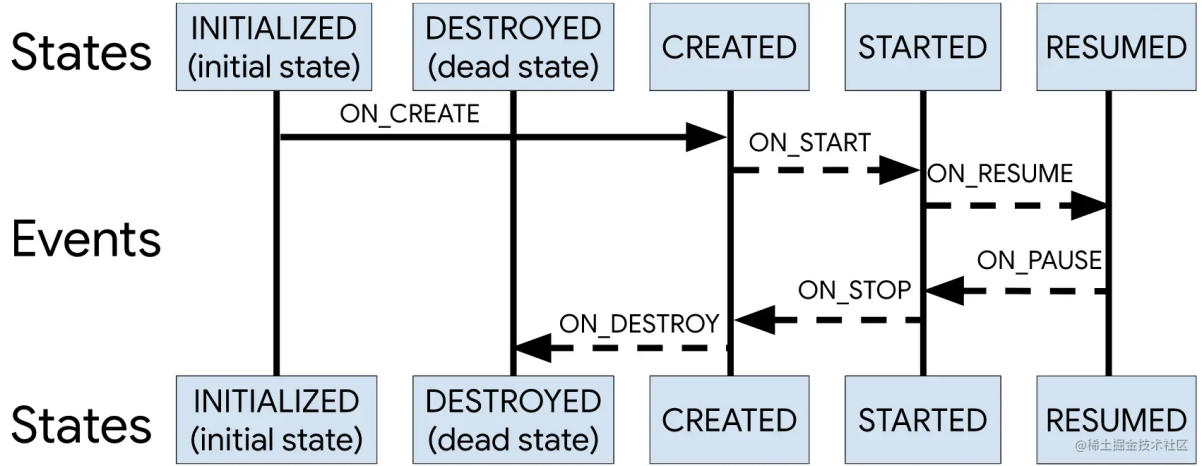 States
INITIALIZED
(initial state)
DESTROYED
(dead state)
CREATED
STARTED
RESUMED
ON_CREATE
ON_START
ON_RESUME
Events
ON_PAUSE
ON_STOP
ON_DESTROY
States
INITIALIZED
(initial state)
DESTROYED
(dead state)
CREATED
STARTED
RESUMED
@稀土掘金技术社区